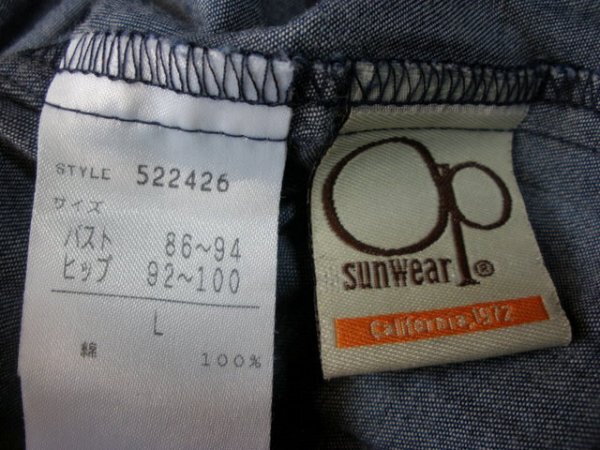 STYLE 522426
サイズ
バスト 86~94
ヒップ 92~100
L
綿 100%
op
sunwear®
California,1972